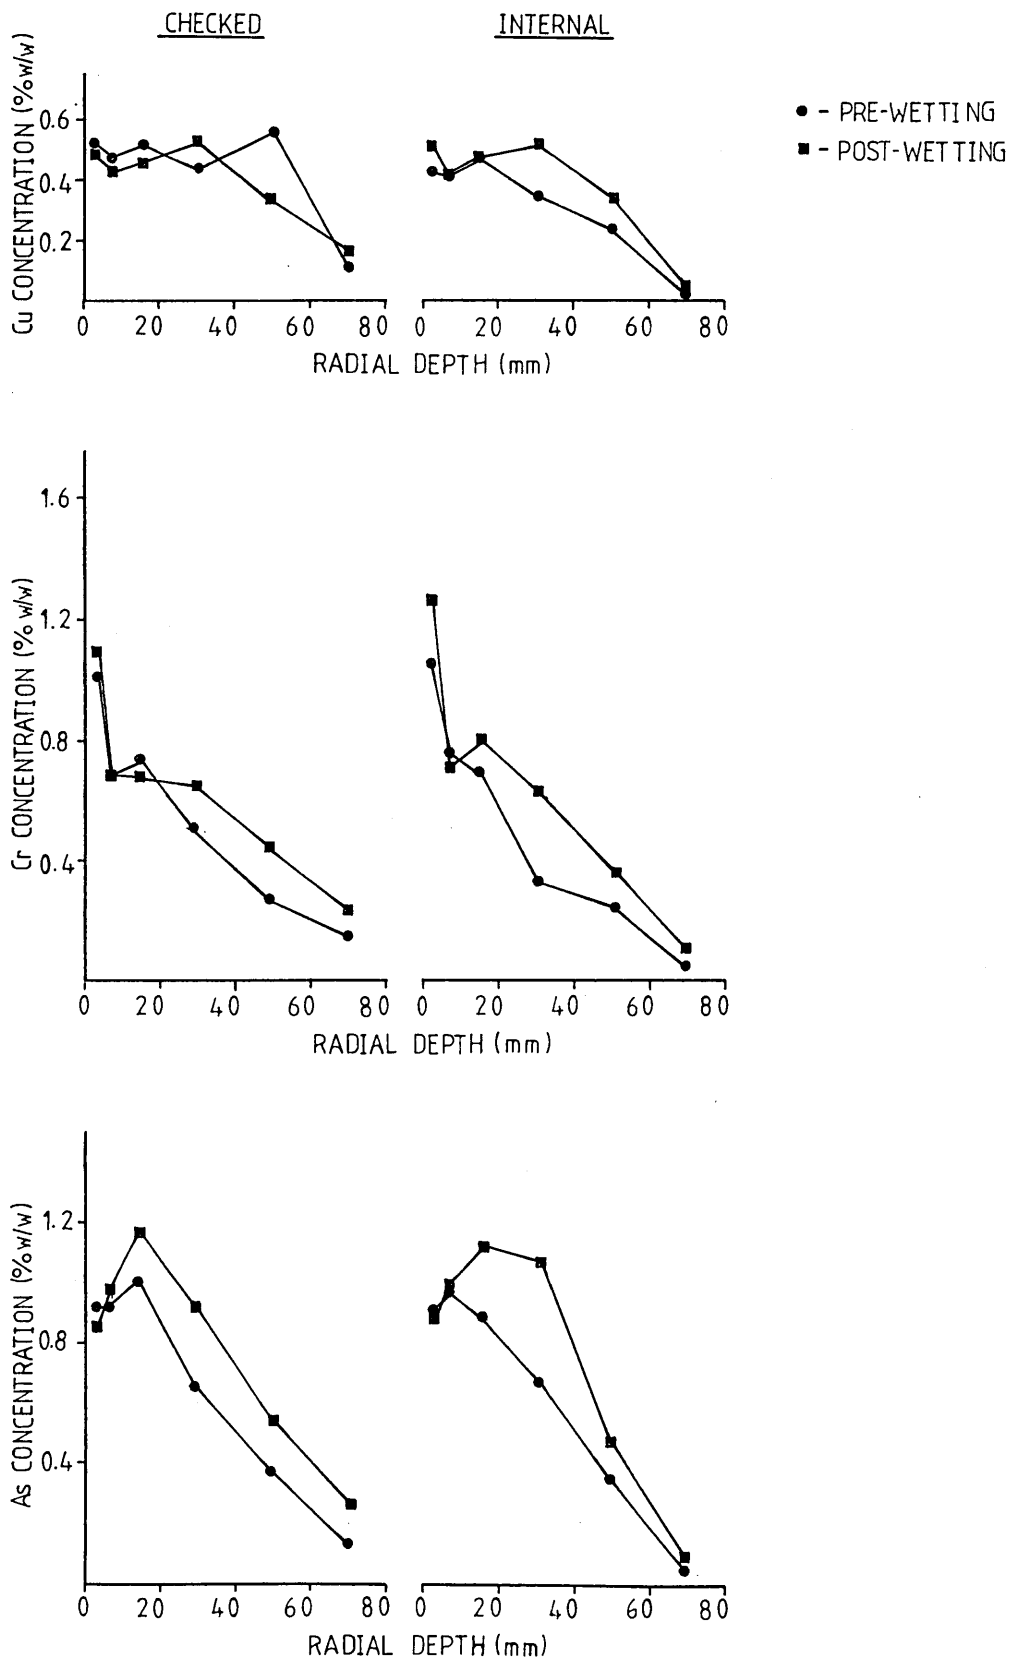 CHECKED
INTERNAL
Cu CONCENTRATION (% w/w)
0.6
0.4
0.2
0 20 40 60 80
0 20 40 60 80
RADIAL DEPTH (mm)
● - PRE-WETTING
■ - POST-WETTING
Cr CONCENTRATION (% w/w)
1.6
1.2
0.8
0.4
0 20 40 60 80
0 20 40 60 80
RADIAL DEPTH (mm)
As CONCENTRATION (% w/w)
1.2
0.8
0.4
0 20 40 60 80
0 20 40 60 80
RADIAL DEPTH (mm)